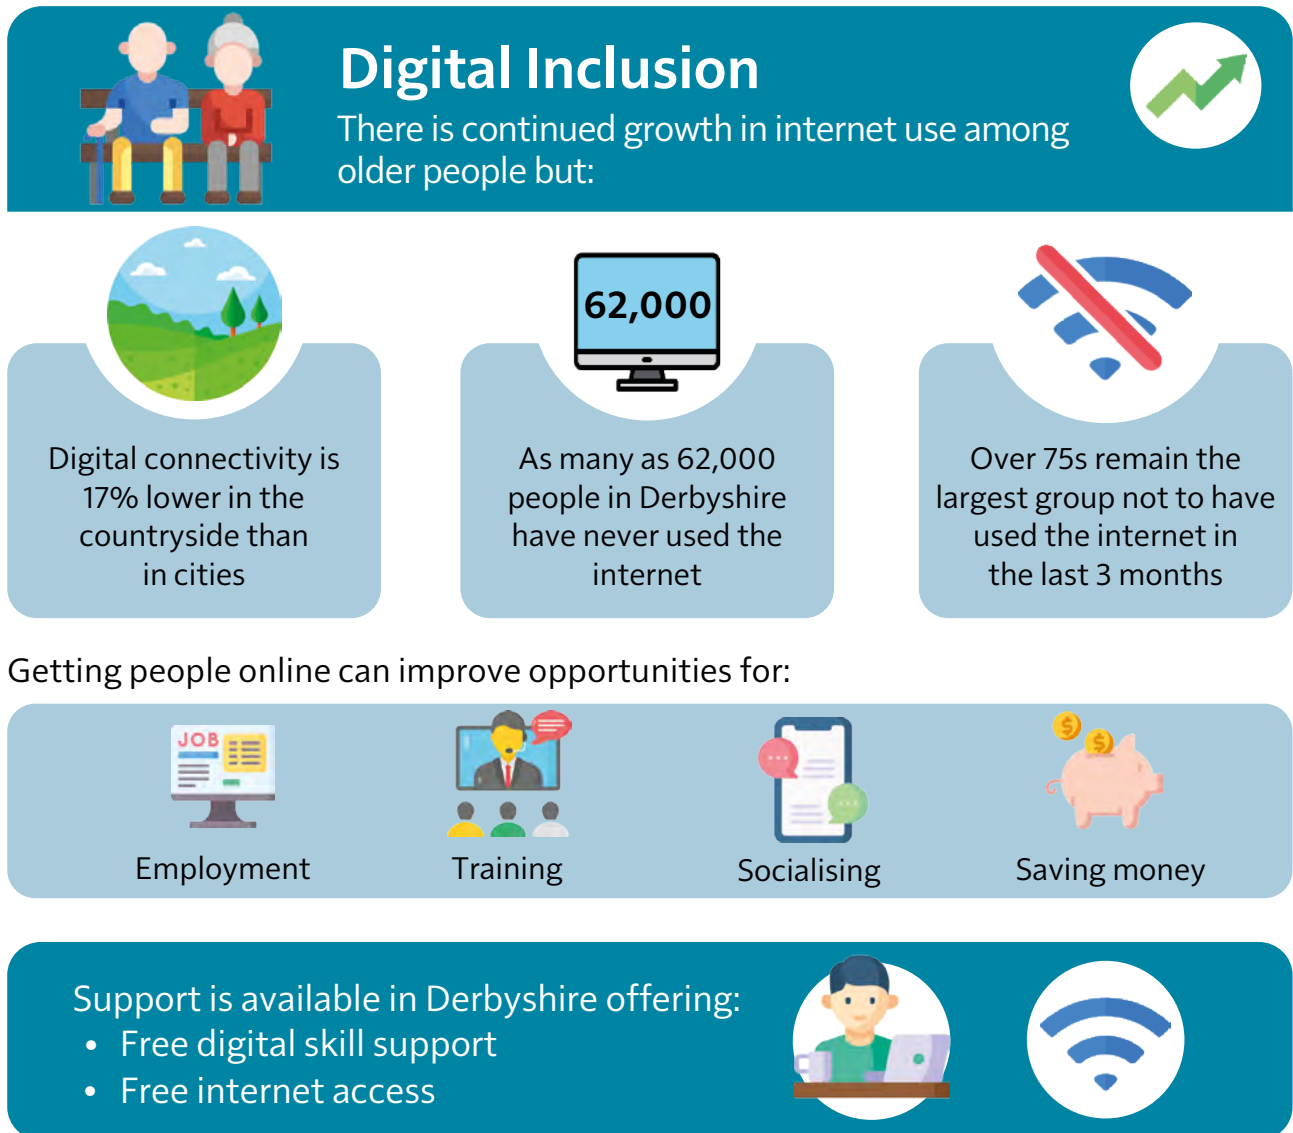 Digital Inclusion
There is continued growth in internet use among
older people but:
62,000
Digital connectivity is
17% lower in the
countryside than
in cities
As many as 62,000
people in Derbyshire
have never used the
internet
Over 75s remain the
largest group not to have
used the internet in
the last 3 months
Getting people online can improve opportunities for:
JOB
Employment
Training
Socialising
Saving money
Support is available in Derbyshire offering:
• Free digital skill support
• Free internet access